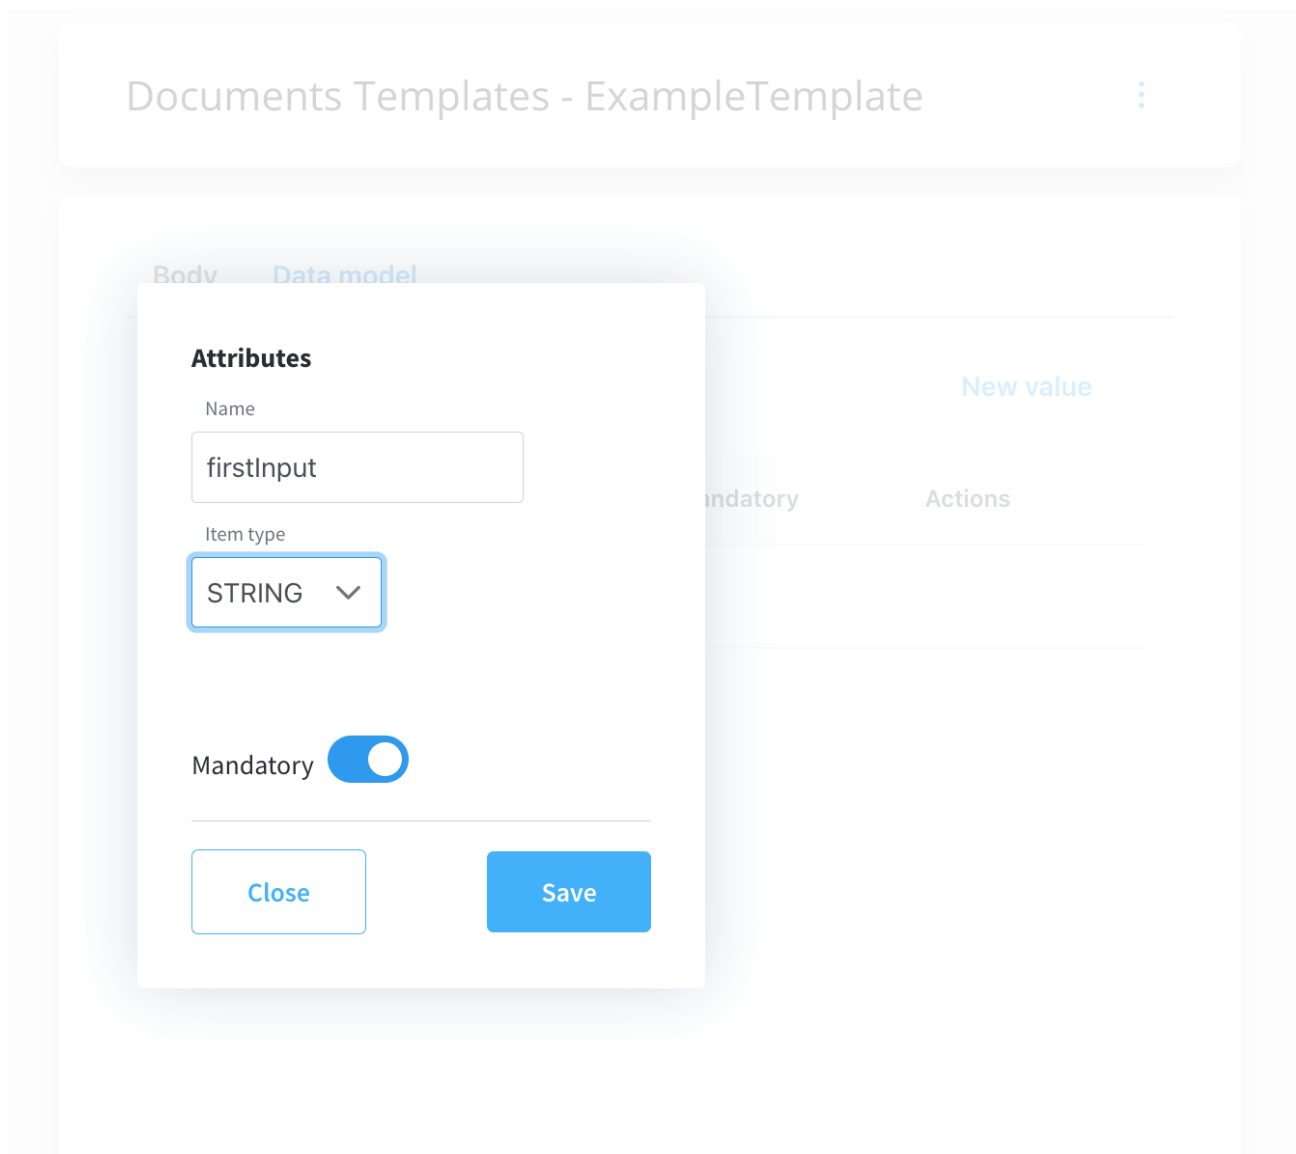 Documents Templates - ExampleTemplate
Body Data model
New value
andatory Actions
Attributes
Name
firstInput
Item type
STRING
Mandatory
Close Save